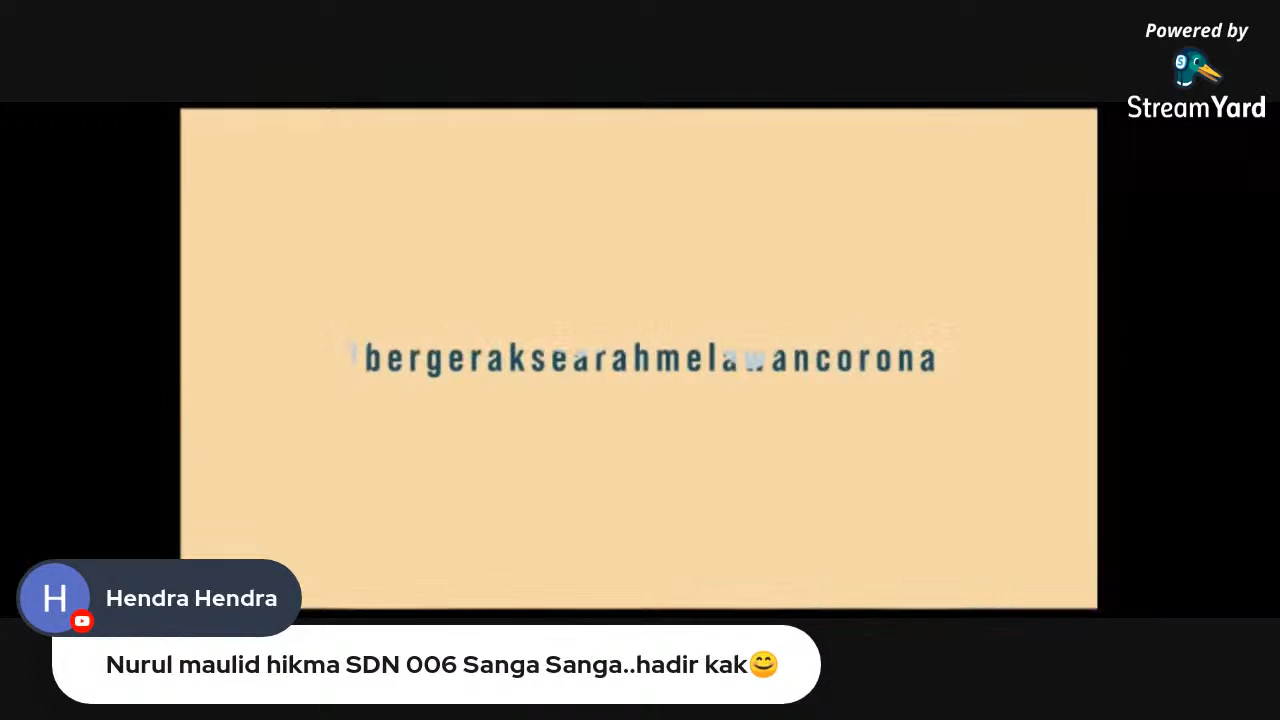 Powered by
StreamYard
bergeraksearahmelawancorona
H
Hendra Hendra
Nurul maulid hikma SDN 006 Sanga Sanga..hadir kak😊